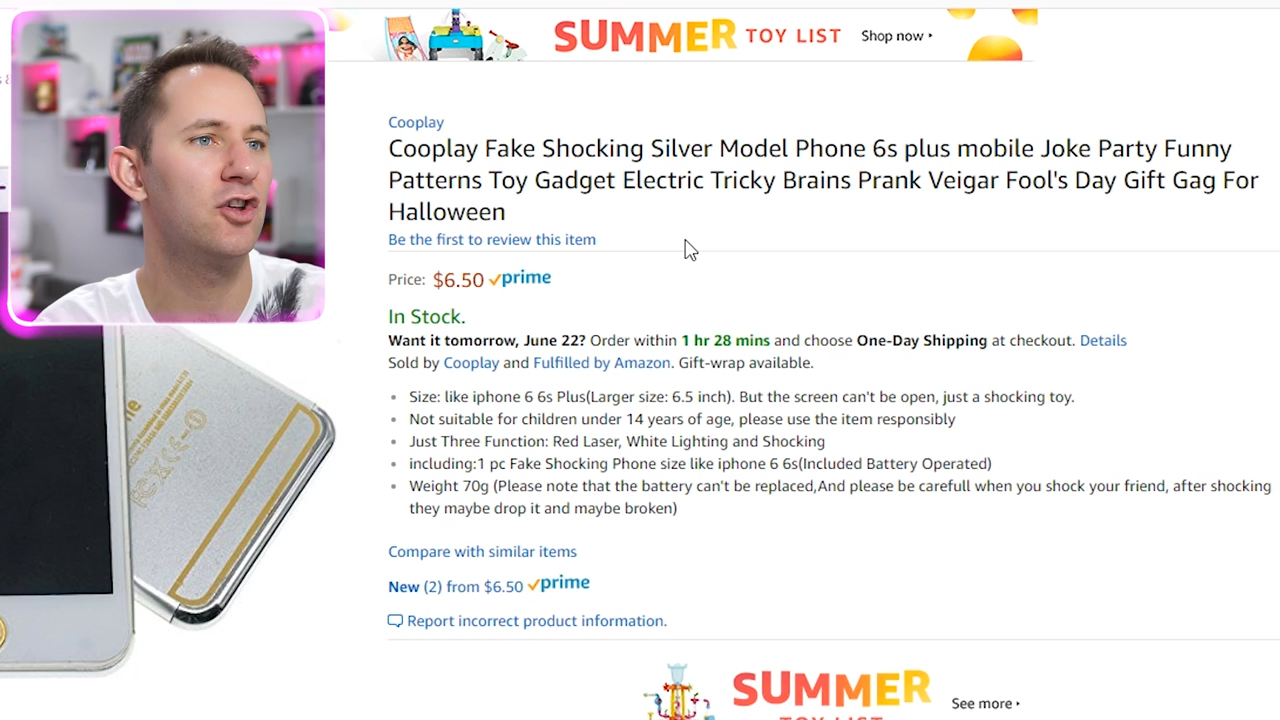 SUMMER TOY LIST Shop now
Cooplay
Cooplay Fake Shocking Silver Model Phone 6s plus mobile Joke Party Funny
Patterns Toy Gadget Electric Tricky Brains Prank Veigar Fool's Day Gift Gag For
Halloween
Be the first to review this item
Price: $6.50 prime
In Stock.
Want it tomorrow, June 22? Order within 1 hr 28 mins and choose One-Day Shipping at checkout. Details
Sold by Cooplay and Fulfilled by Amazon. Gift-wrap available.
Size: like iphone 6 6s Plus(Larger size: 6.5 inch). But the screen can't be open, just a shocking toy.
Not suitable for children under 14 years of age, please use the item responsibly
Just Three Function: Red Laser, White Lighting and Shocking
including:1 pc Fake Shocking Phone size like iphone 6 6s(Included Battery Operated)
Weight 70g (Please note that the battery can't be replaced,And please be carefull when you shock your friend, after shocking
they maybe drop it and maybe broken)
Compare with similar items
New (2) from $6.50 prime
Report incorrect product information.
SUMMER
TOY LIST
See more